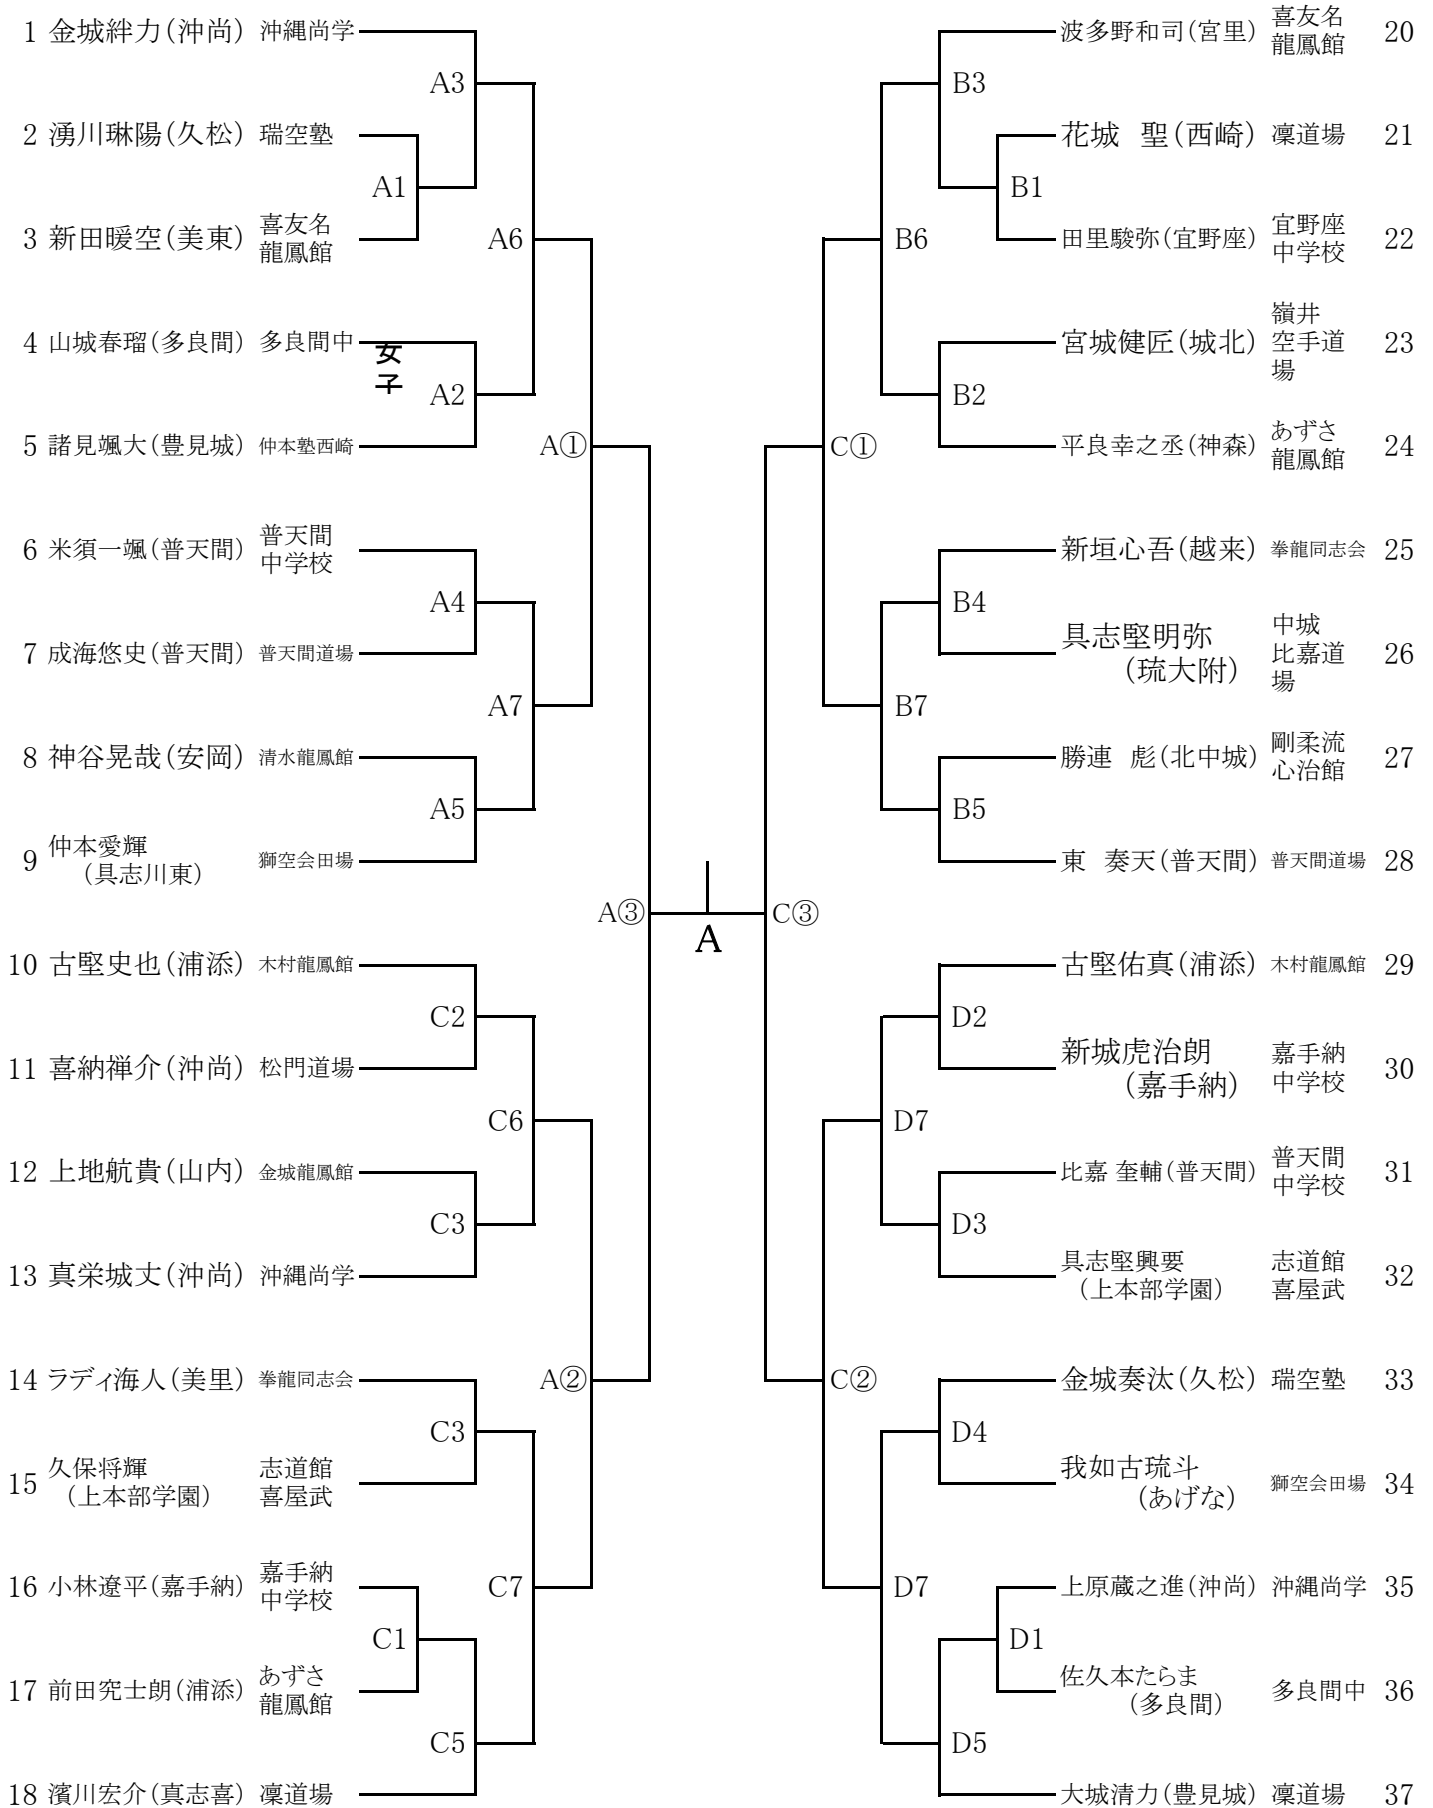 1 金城絆力(沖尚) 沖縄尚学
A3
2 湧川琳陽(久松) 瑞空塾
A1
3 新田暖空(美東) 喜友名
龍鳳館
A6
4 山城春瑠(多良間) 多良間中
女
子
A2
5 諸見颯大(豊見城) 仲本塾西崎
A①
6 米須一颯(普天間) 普天間
中学校
A4
7 成海悠史(普天間) 普天間道場
A7
8 神谷晃哉(安岡) 清水龍鳳館
A5
9 仲本愛輝
(具志川東) 獅空会田場
A③
10 古堅史也(浦添) 木村龍鳳館
C2
11 喜納禅介(沖尚) 松門道場
C6
12 上地航貴(山内) 金城龍鳳館
C3
13 真栄城丈(沖尚) 沖縄尚学
A②
14 ラディ海人(美里) 拳龍同志会
C3
15 久保将輝
(上本部学園) 志道館
喜屋武
C7
16 小林遼平(嘉手納) 嘉手納
中学校
C1
17 前田究士朗(浦添) あずさ
龍鳳館
C5
18 濱川宏介(真志喜) 凜道場
A
波多野和司(宮里) 喜友名
龍鳳館 20
B3
花城 聖(西崎) 凜道場 21
B1
田里駿弥(宜野座) 宜野座
中学校 22
B6
宮城健匠(城北) 嶺井
空手道
場 23
B2
平良幸之丞(神森) あずさ
龍鳳館 24
C①
新垣心吾(越来) 拳龍同志会 25
B4
具志堅明弥
(琉大附) 中城
比嘉道
場 26
B7
勝連 彪(北中城) 剛柔流
心治館 27
B5
東 奏天(普天間) 普天間道場 28
C③
古堅佑真(浦添) 木村龍鳳館 29
D2
新城虎治朗
(嘉手納) 嘉手納
中学校 30
D7
比嘉 奎輔(普天間) 普天間
中学校 31
D3
具志堅興要
(上本部学園) 志道館
喜屋武 32
C②
金城奏汰(久松) 瑞空塾 33
D4
我如古琉斗
(あげな) 獅空会田場 34
D7
上原蔵之進(沖尚) 沖縄尚学 35
D1
佐久本たらま
(多良間) 多良間中 36
D5
大城清力(豊見城) 凜道場 37